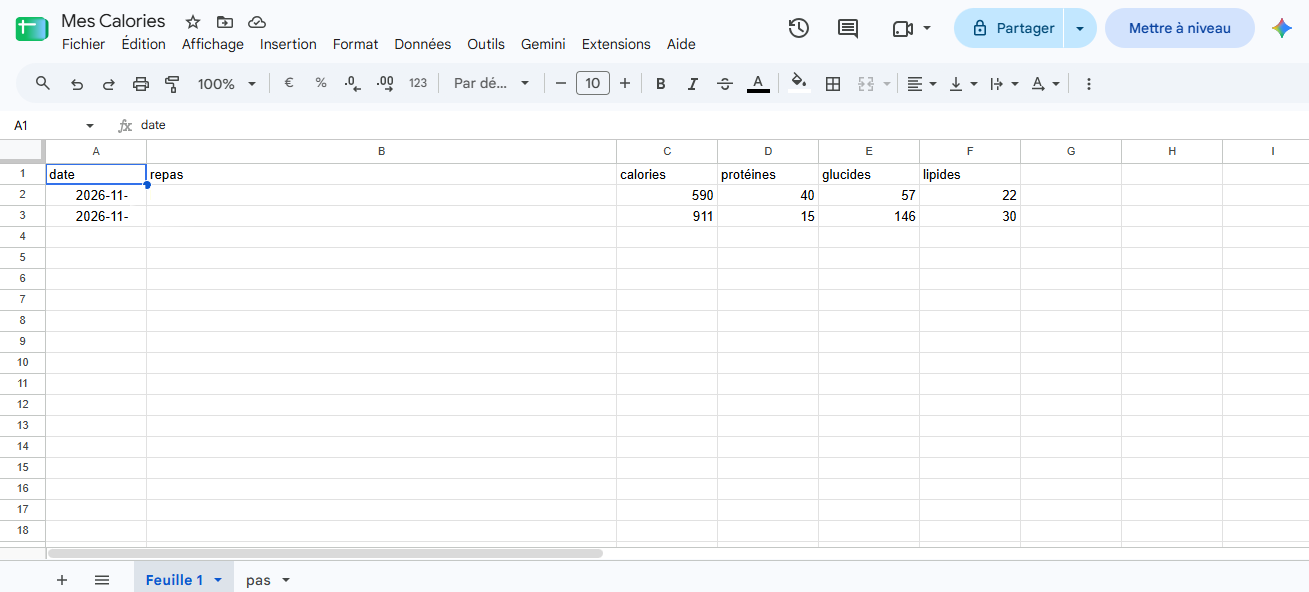 Mes Calories
Fichier Édition Affichage Insertion Format Données Outils Gemini Extensions Aide
Partager
Mettre à niveau
100% € % .0 .00 123 Par dé... 10 B I A A
A1 fx date
A B C D E F G H I
1 date repas calories protéines glucides lipides
2 2026-11- 590 40 57 22
3 2026-11- 911 15 146 30
4
5
6
7
8
9
10
11
12
13
14
15
16
17
18
Feuille 1 pas